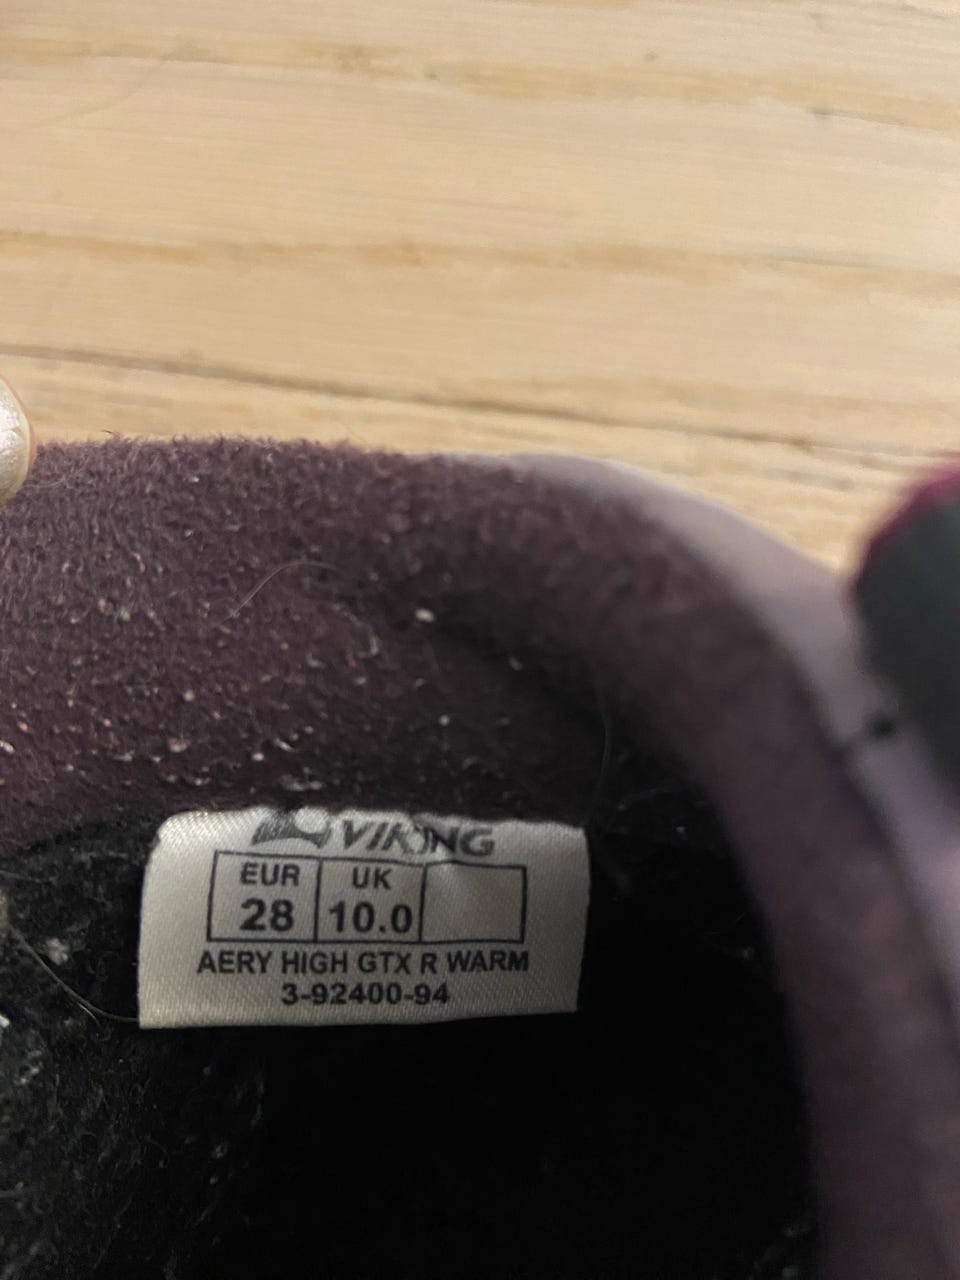 VIKING
EUR UK
28 10.0
AERY HIGH GTX R WARM
3-92400-94